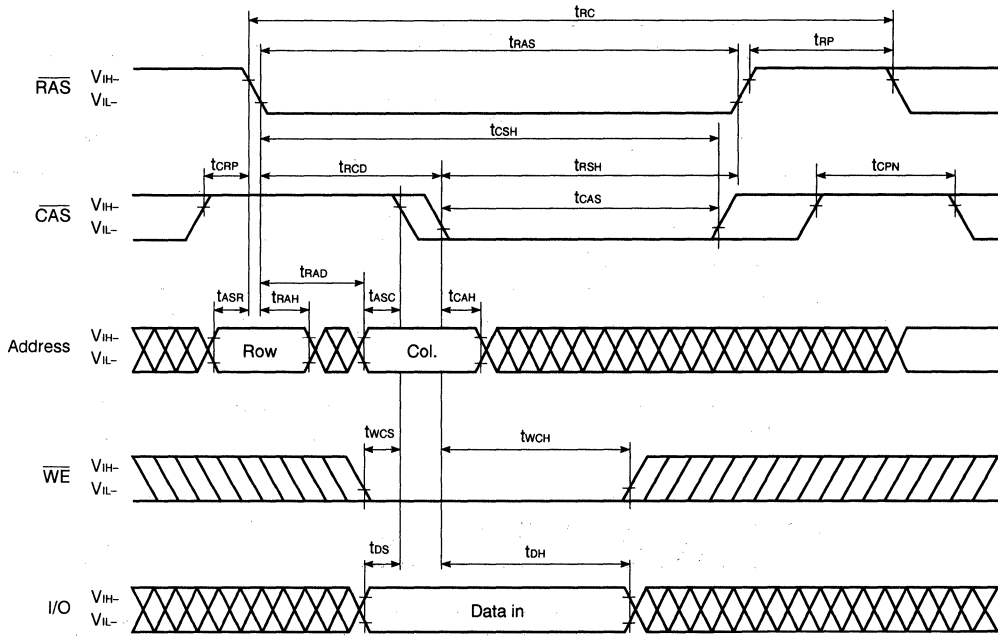 tRC
tRAS
tRP
RAS
VIH–
VIL–
tCSH
tCRP
tRCD
tRSH
tCPN
CAS
VIH–
VIL–
tCAS
tRAD
tASR
tRAH
tASC
tCAH
Address
VIH–
VIL–
Row
Col.
tWCS
tWCH
WE
VIH–
VIL–
tDS
tDH
I/O
VIH–
VIL–
Data in